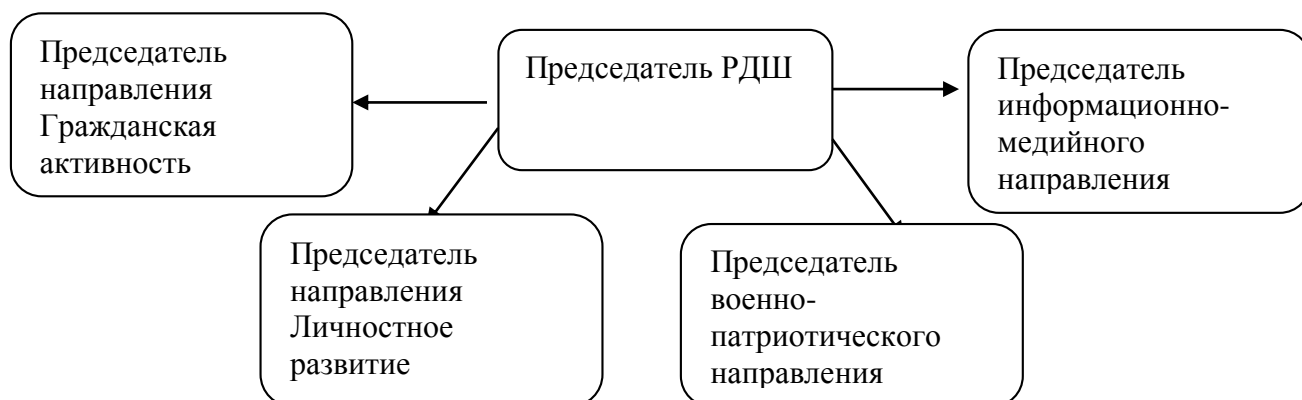 Председатель
направления
Гражданская
активность
Председатель РДШ
Председатель
информационно-
медийного
направления
Председатель
направления
Личностное
развитие
Председатель
военно-
патриотического
направления